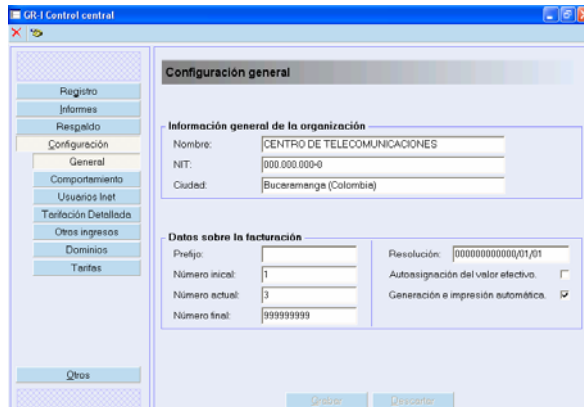 GR-I Control central
Configuración general
Registro
Informes
Respaldo
Configuración
General
Comportamiento
Usuarios Inet
Tarifación Detallada
Otros ingresos
Dominios
Tarifas
Otros
Información general de la organización
Nombre: CENTRO DE TELECOMUNICACIONES
NIT: 000.000.000-0
Ciudad: Bucaramanga (Colombia)
Datos sobre la facturación
Prefijo:
Número inical: 1
Número actual: 3
Número final: 999999999
Resolución: 000000000000/01/01
Autoasignación del valor efectivo.
Generación e impresión automática.
Grabar Descartar